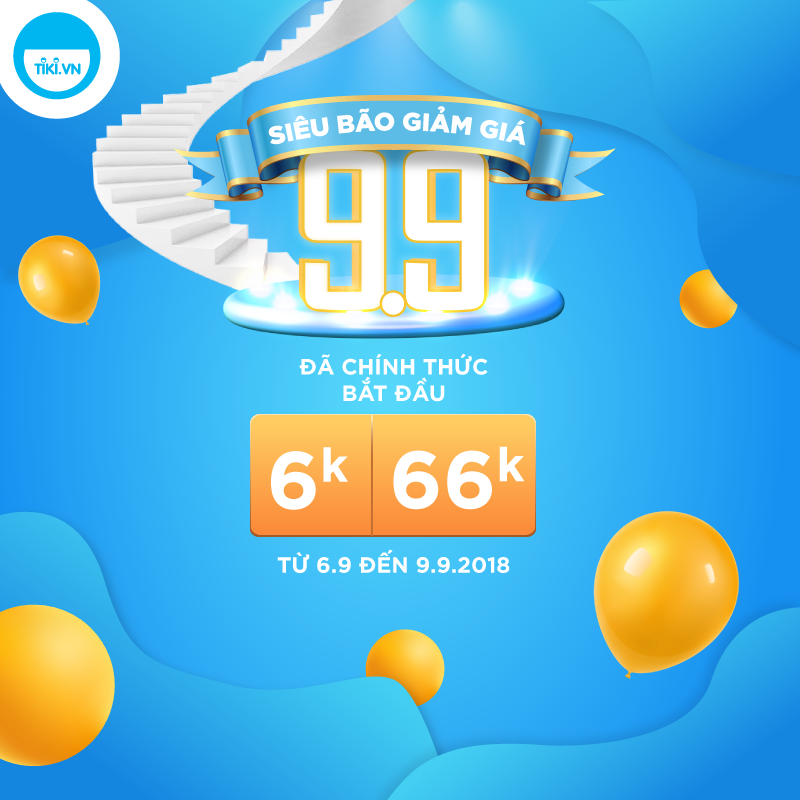 TIKI.VN
SIÊU BÃO GIẢM GIÁ
9.9
ĐÃ CHÍNH THỨC
BẮT ĐẦU
6k 66k
TỪ 6.9 ĐẾN 9.9.2018